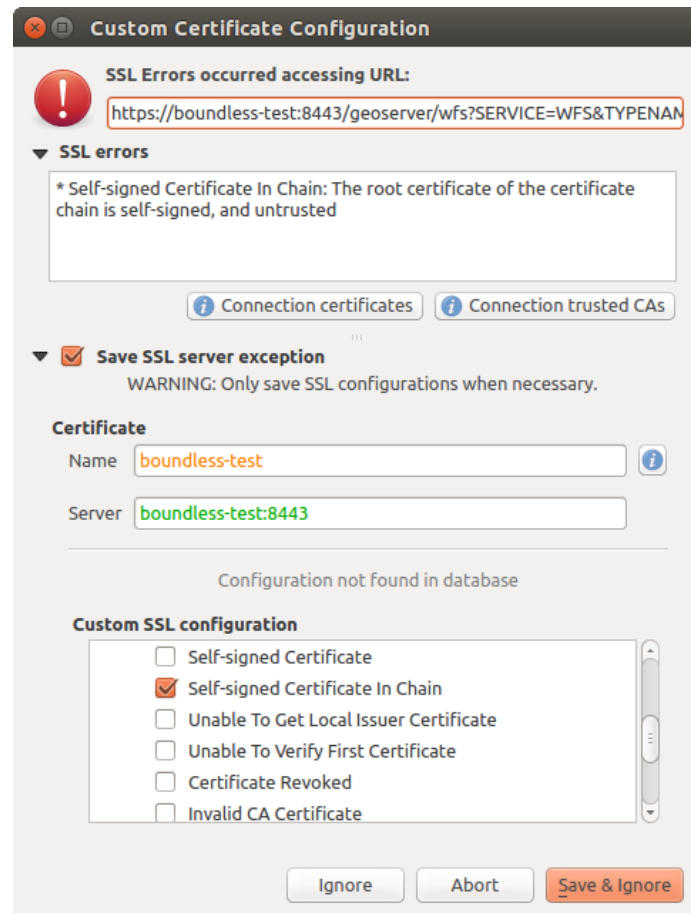 Custom Certificate Configuration
SSL Errors occurred accessing URL:
https://boundless-test:8443/geoserver/wfs?SERVICE=WFS&TYPENAM
SSL errors
* Self-signed Certificate In Chain: The root certificate of the certificate
chain is self-signed, and untrusted
Connection certificates
Connection trusted CAs
Save SSL server exception
WARNING: Only save SSL configurations when necessary.
Certificate
Name boundless-test
Server boundless-test:8443
Configuration not found in database
Custom SSL configuration
Self-signed Certificate
Self-signed Certificate In Chain
Unable To Get Local Issuer Certificate
Unable To Verify First Certificate
Certificate Revoked
Invalid CA Certificate
Ignore Abort Save & Ignore